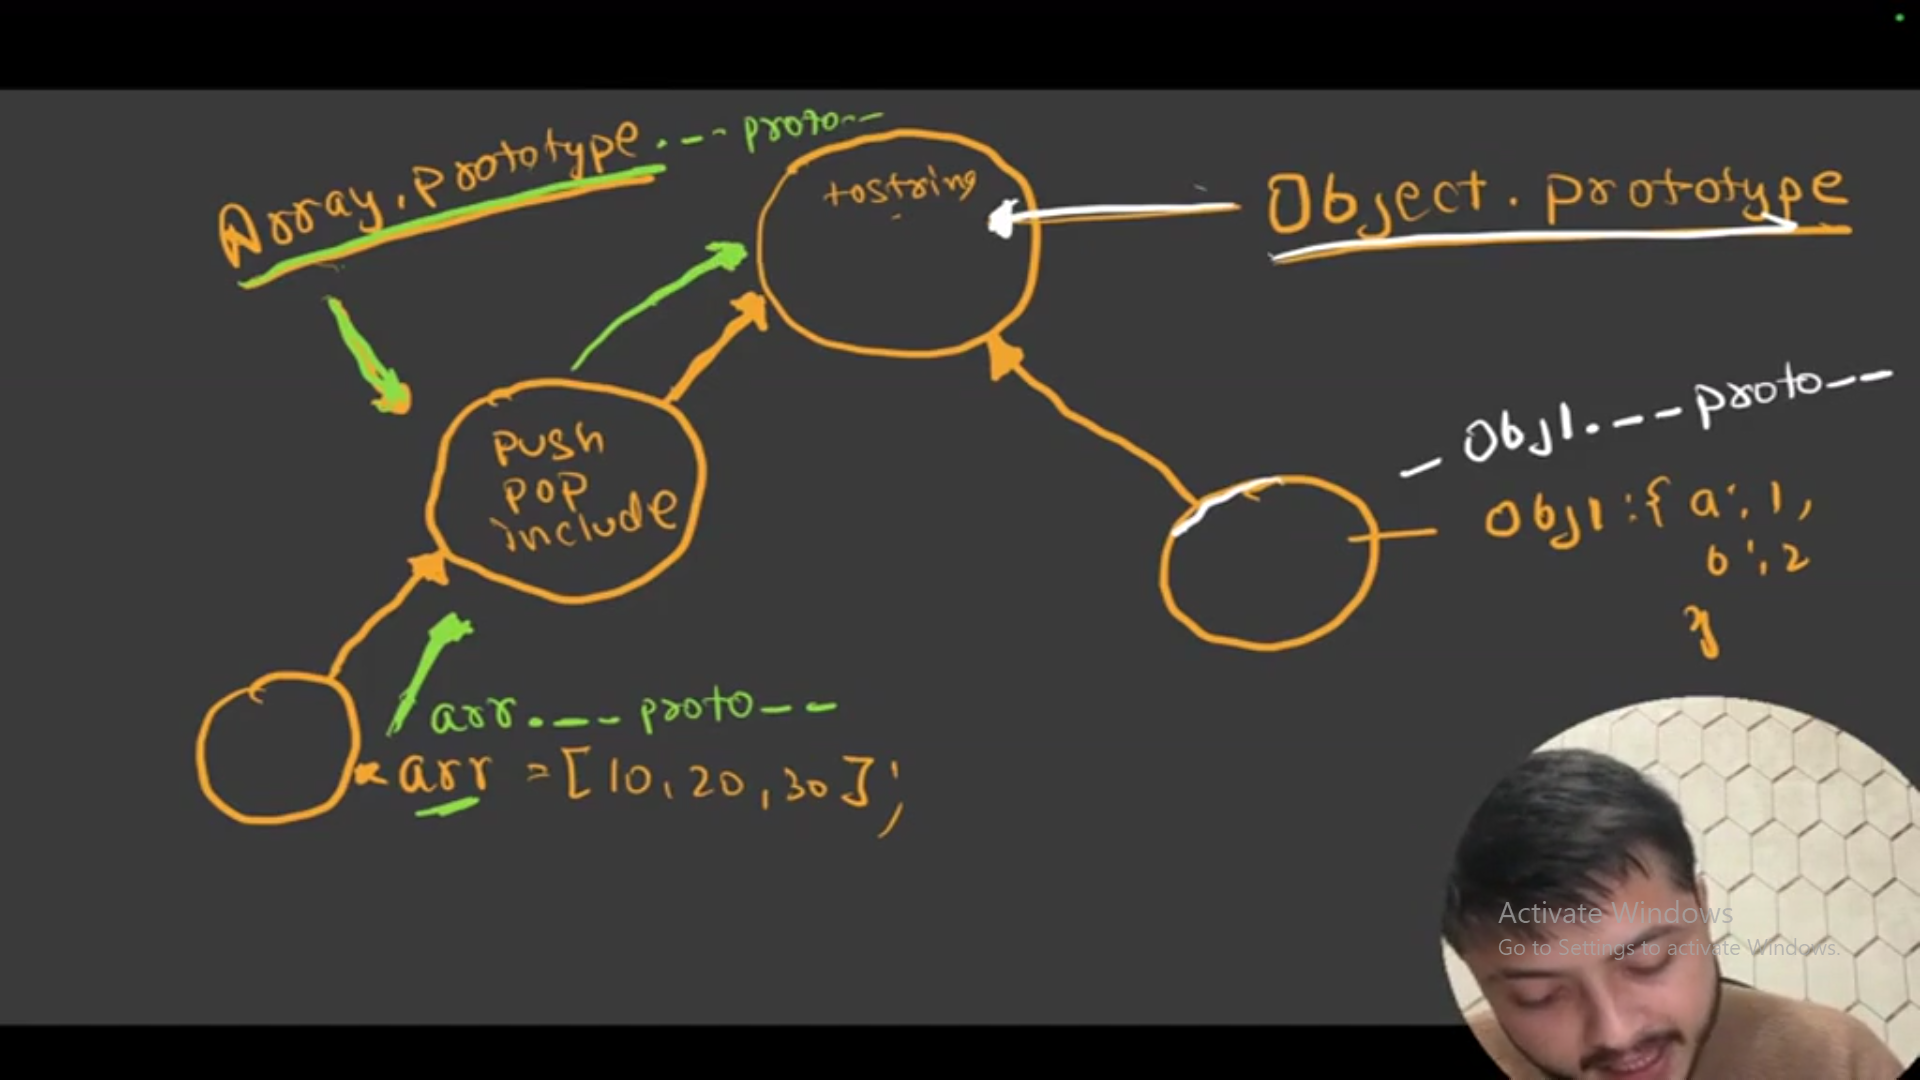 Array.prototype.__proto__
tostring
Object.prototype
push
pop
include
Obj1.__proto__
Obj1:{ a:1,
b:2
}
arr.__proto__
arr = [10,20,30];
Activate Windows
Go to Settings to activate Windows.